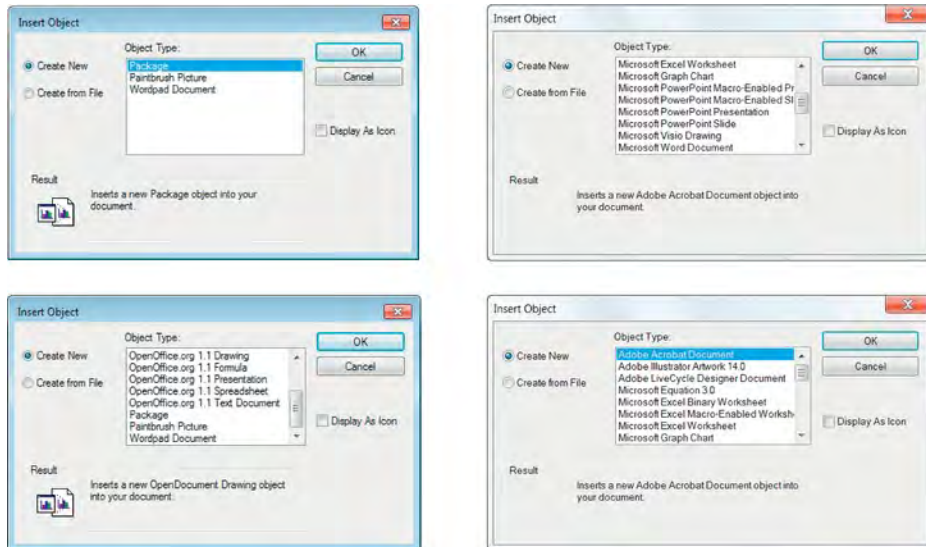 Insert Object
Object Type:
Create New
Create from File
Package
Paintbrush Picture
Wordpad Document
OK
Cancel
Display As Icon
Result
Inserts a new Package object into your
document.
Insert Object
Object Type:
Create New
Create from File
Microsoft Excel Worksheet
Microsoft Graph Chart
Microsoft PowerPoint Macro-Enabled Pr
Microsoft PowerPoint Macro-Enabled Sl
Microsoft PowerPoint Presentation
Microsoft PowerPoint Slide
Microsoft Visio Drawing
Microsoft Word Document
OK
Cancel
Display As Icon
Result
Inserts a new Adobe Acrobat Document object into
your document.
Insert Object
Object Type:
Create New
Create from File
OpenOffice.org 1.1 Drawing
OpenOffice.org 1.1 Formula
OpenOffice.org 1.1 Presentation
OpenOffice.org 1.1 Spreadsheet
OpenOffice.org 1.1 Text Document
Package
Paintbrush Picture
Wordpad Document
OK
Cancel
Display As Icon
Result
Inserts a new OpenDocument Drawing object
into your document.
Insert Object
Object Type:
Create New
Create from File
Adobe Acrobat Document
Adobe Illustrator Artwork 14.0
Adobe LiveCycle Designer Document
Microsoft Equation 3.0
Microsoft Excel Binary Worksheet
Microsoft Excel Macro-Enabled Worksh
Microsoft Excel Worksheet
Microsoft Graph Chart
OK
Cancel
Display As Icon
Result
Inserts a new Adobe Acrobat Document object into
your document.